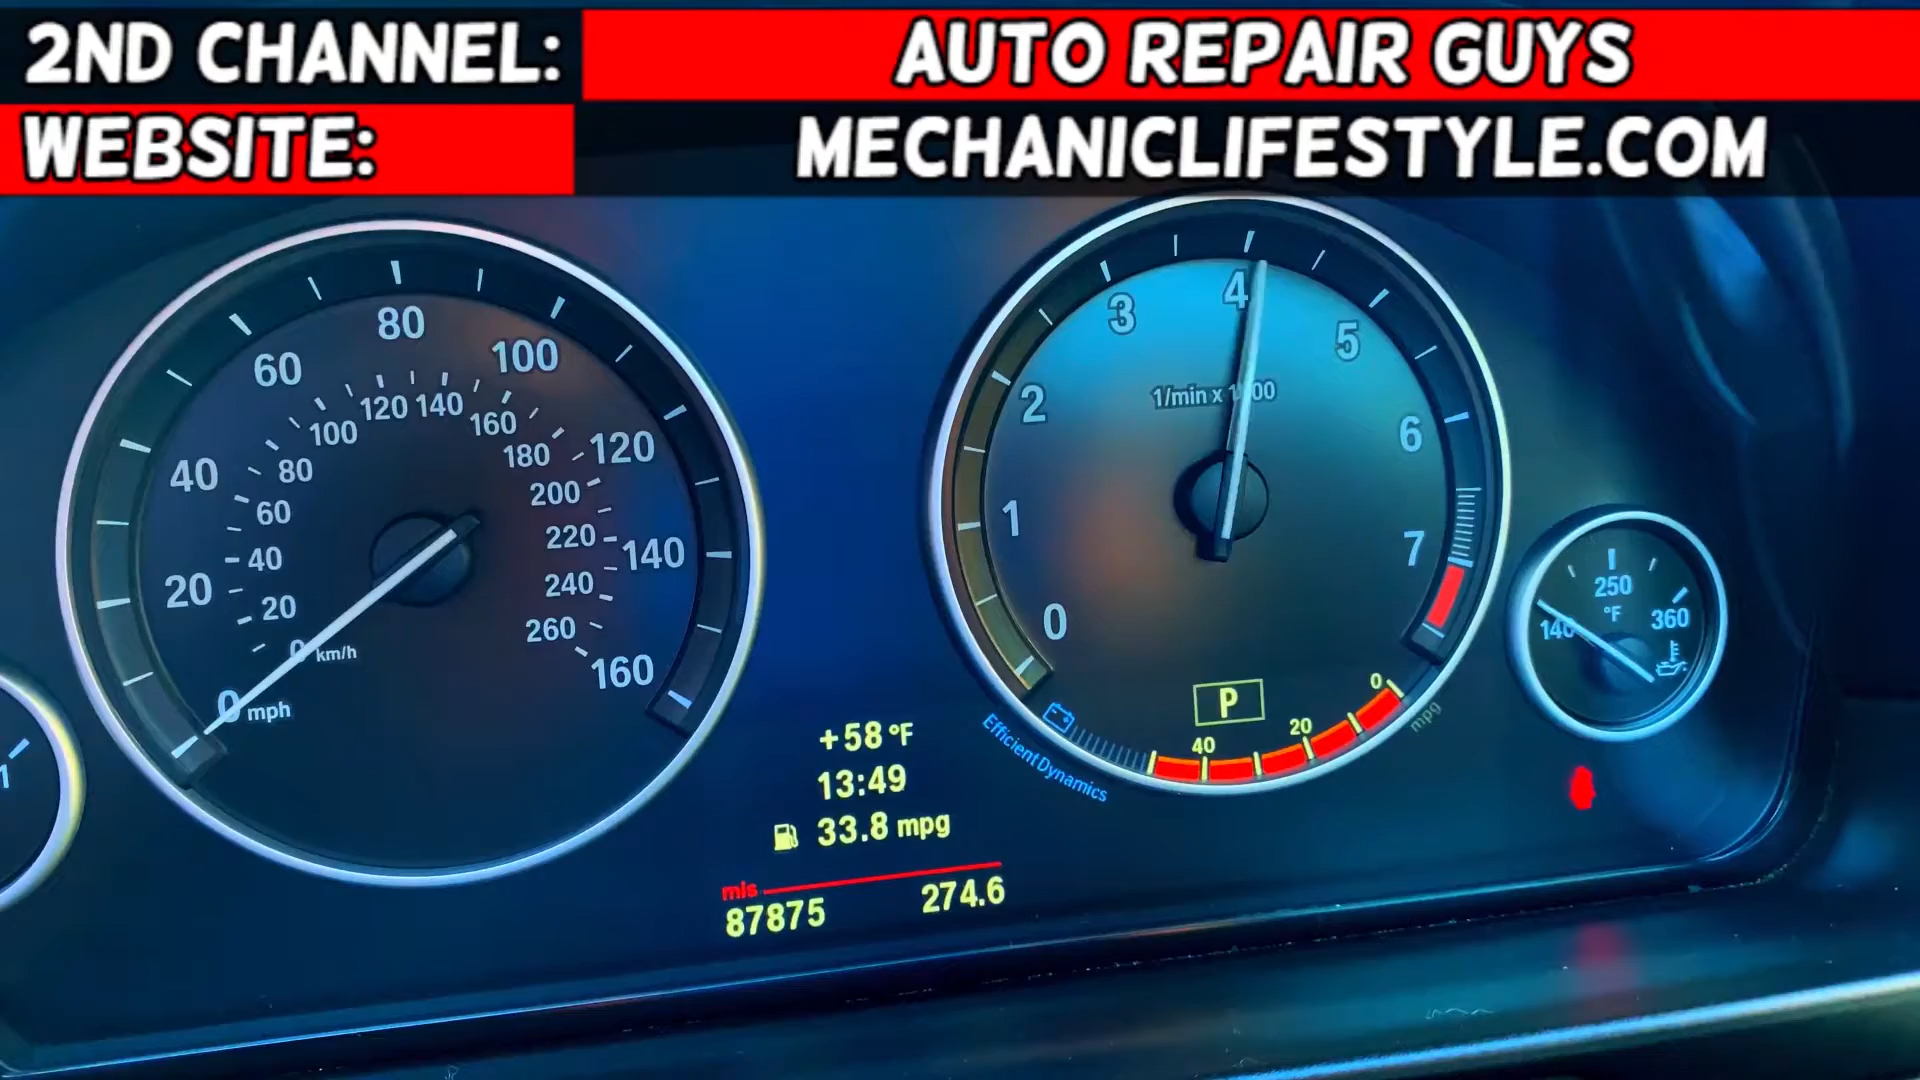 2ND CHANNEL: AUTO REPAIR GUYS
WEBSITE: MECHANICLIFESTYLE.COM
0 20 40 60 80 100 120 140 160
mph
0 20 40 60 80 100 120 140 160 180 200 220 240 260
km/h
0 1 2 3 4 5 6 7
1/min x 1000
P
40 20 0
mpg
EfficientDynamics
140 250 360
°F
+58 °F
13:49
33.8 mpg
mls
87875 274.6
1